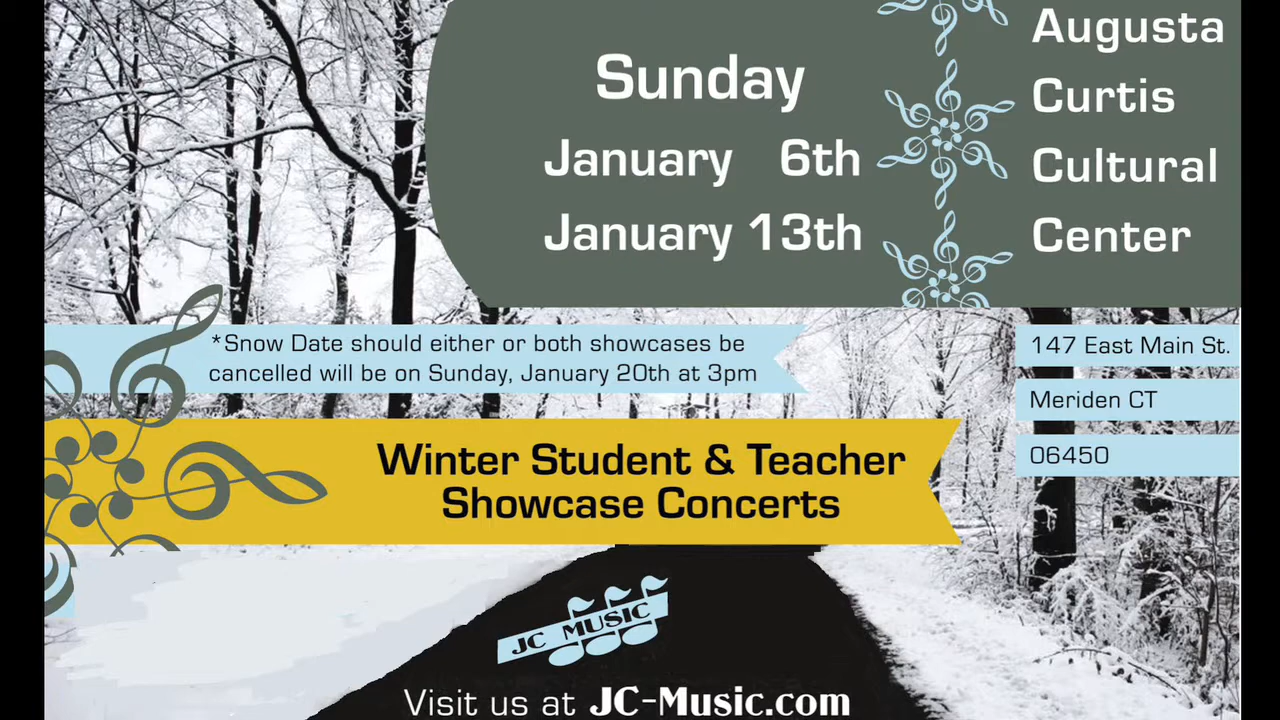 Sunday
January 6th
January 13th
Augusta
Curtis
Cultural
Center
*Snow Date should either or both showcases be
cancelled will be on Sunday, January 20th at 3pm
147 East Main St.
Meriden CT
06450
Winter Student & Teacher
Showcase Concerts
JC MUSIC
Visit us at JC-Music.com